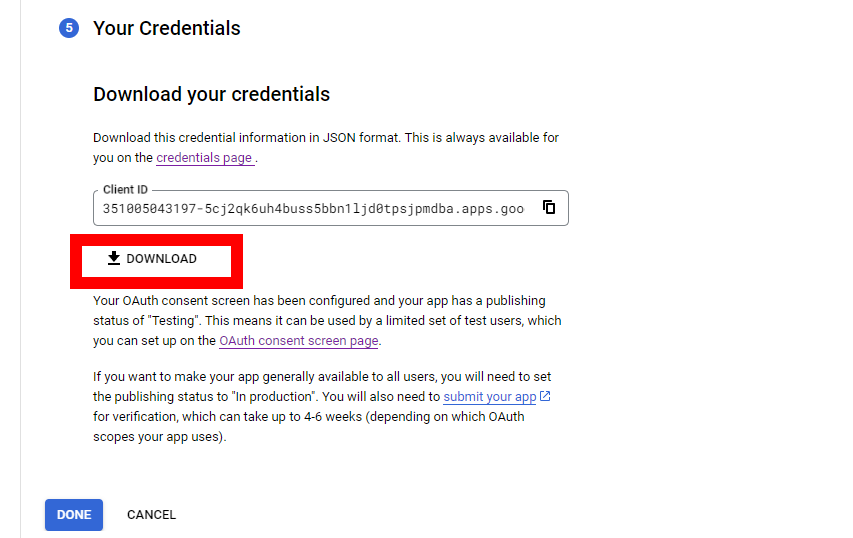 5 Your Credentials
Download your credentials
Download this credential information in JSON format. This is always available for
you on the credentials page .
Client ID
351005043197-5cj2qk6uh4buss5bbn1ljd0tpsjpmdba.apps.goo
DOWNLOAD
Your OAuth consent screen has been configured and your app has a publishing
status of "Testing". This means it can be used by a limited set of test users, which
you can set up on the OAuth consent screen page.
If you want to make your app generally available to all users, you will need to set
the publishing status to "In production". You will also need to submit your app
for verification, which can take up to 4-6 weeks (depending on which OAuth
scopes your app uses).
DONE CANCEL